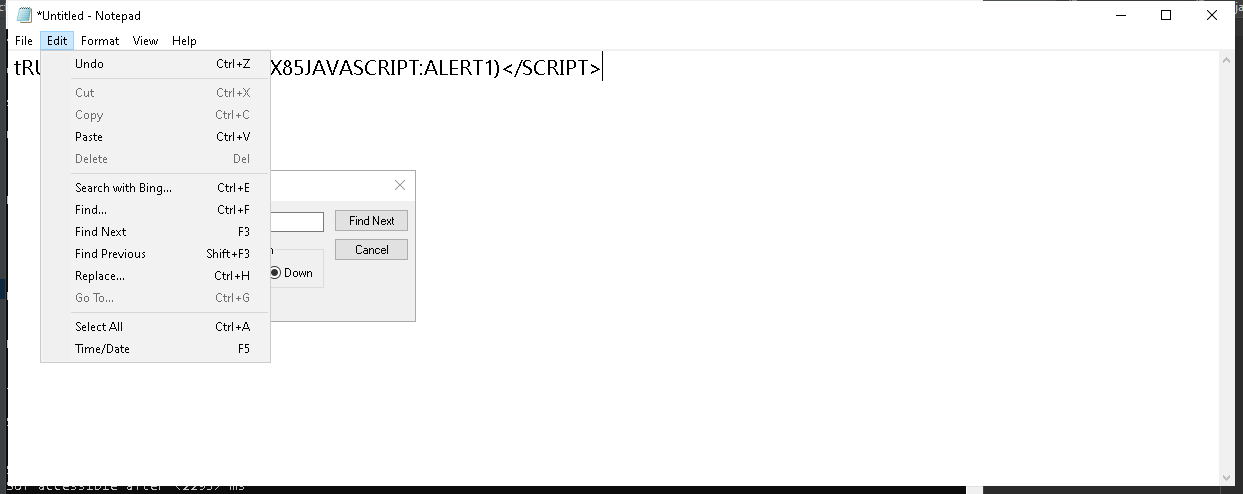 *Untitled - Notepad
File Edit Format View Help
tRU X85JAVASCRIPT:ALERT1)</SCRIPT>
Undo Ctrl+Z
Cut Ctrl+X
Copy Ctrl+C
Paste Ctrl+V
Delete Del
Search with Bing... Ctrl+E
Find... Ctrl+F
Find Next F3
Find Previous Shift+F3
Replace... Ctrl+H
Go To... Ctrl+G
Select All Ctrl+A
Time/Date F5
Find Next
Cancel
Down
accessible after ms